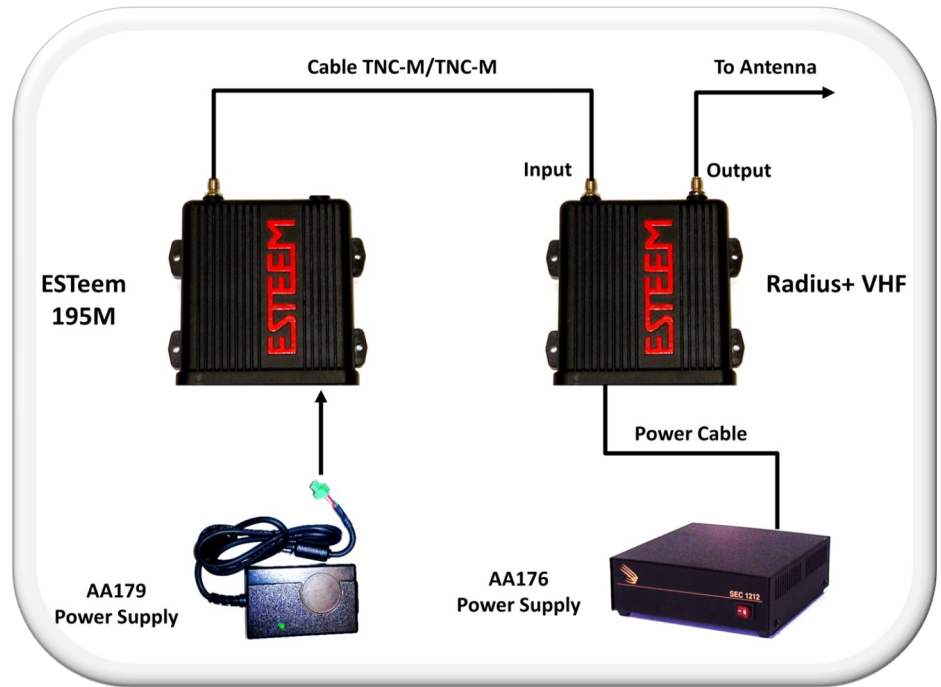 Cable TNC-M/TNC-M
To Antenna
Input
Output
ESTEEM
ESTEEM
ESTeem
195M
Radius+ VHF
Power Cable
AA179
Power Supply
AA176
Power Supply
SEC 1212